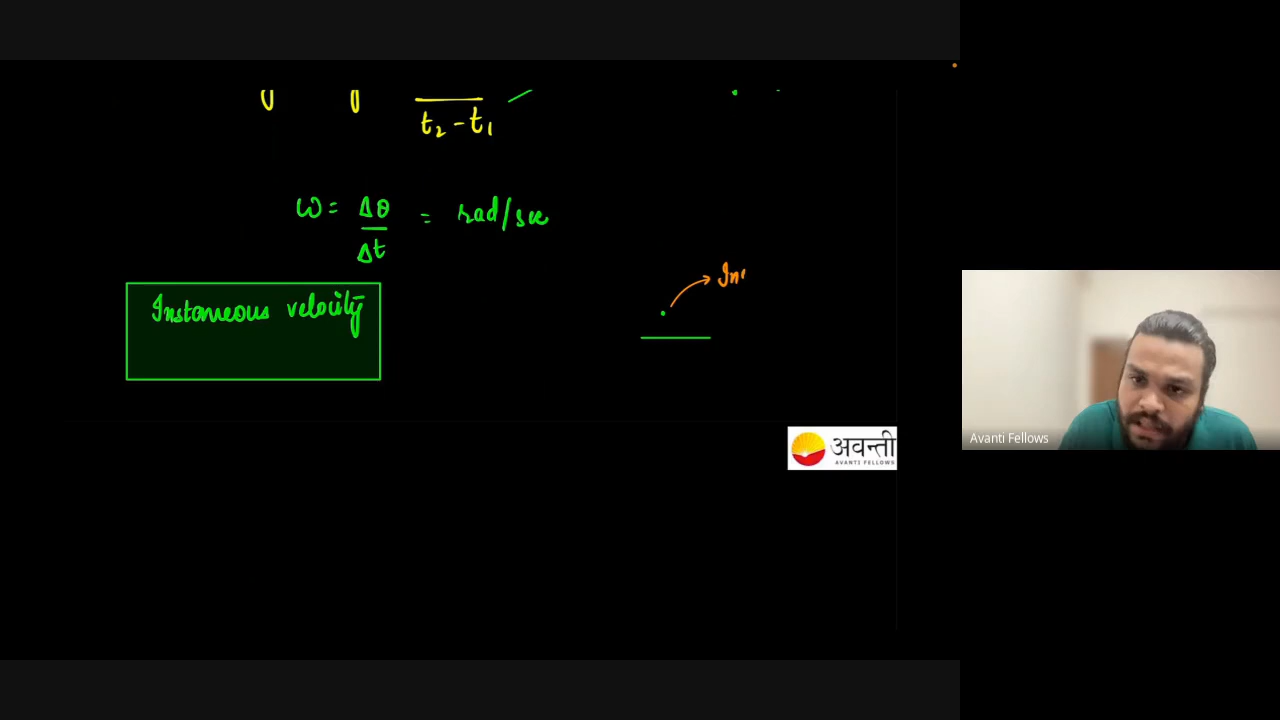 t₂ - t₁
ω = Δθ/Δt = rad/sec
Instaneous velocity
Avanti Fellows
अवन्ती
AVANTI FELLOWS